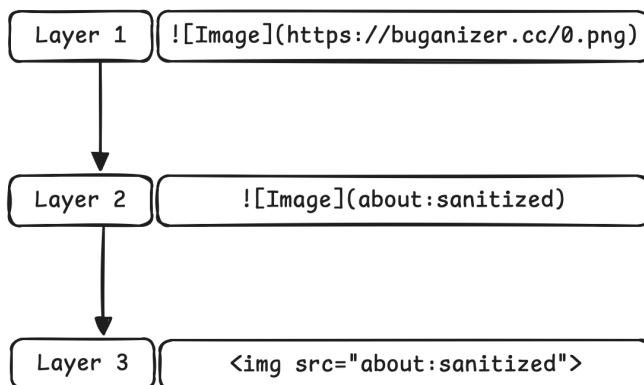 Layer 1 ![Image](https://buganizer.cc/0.png)
Layer 2 ![Image](about:sanitized)
Layer 3 <img src="about:sanitized">